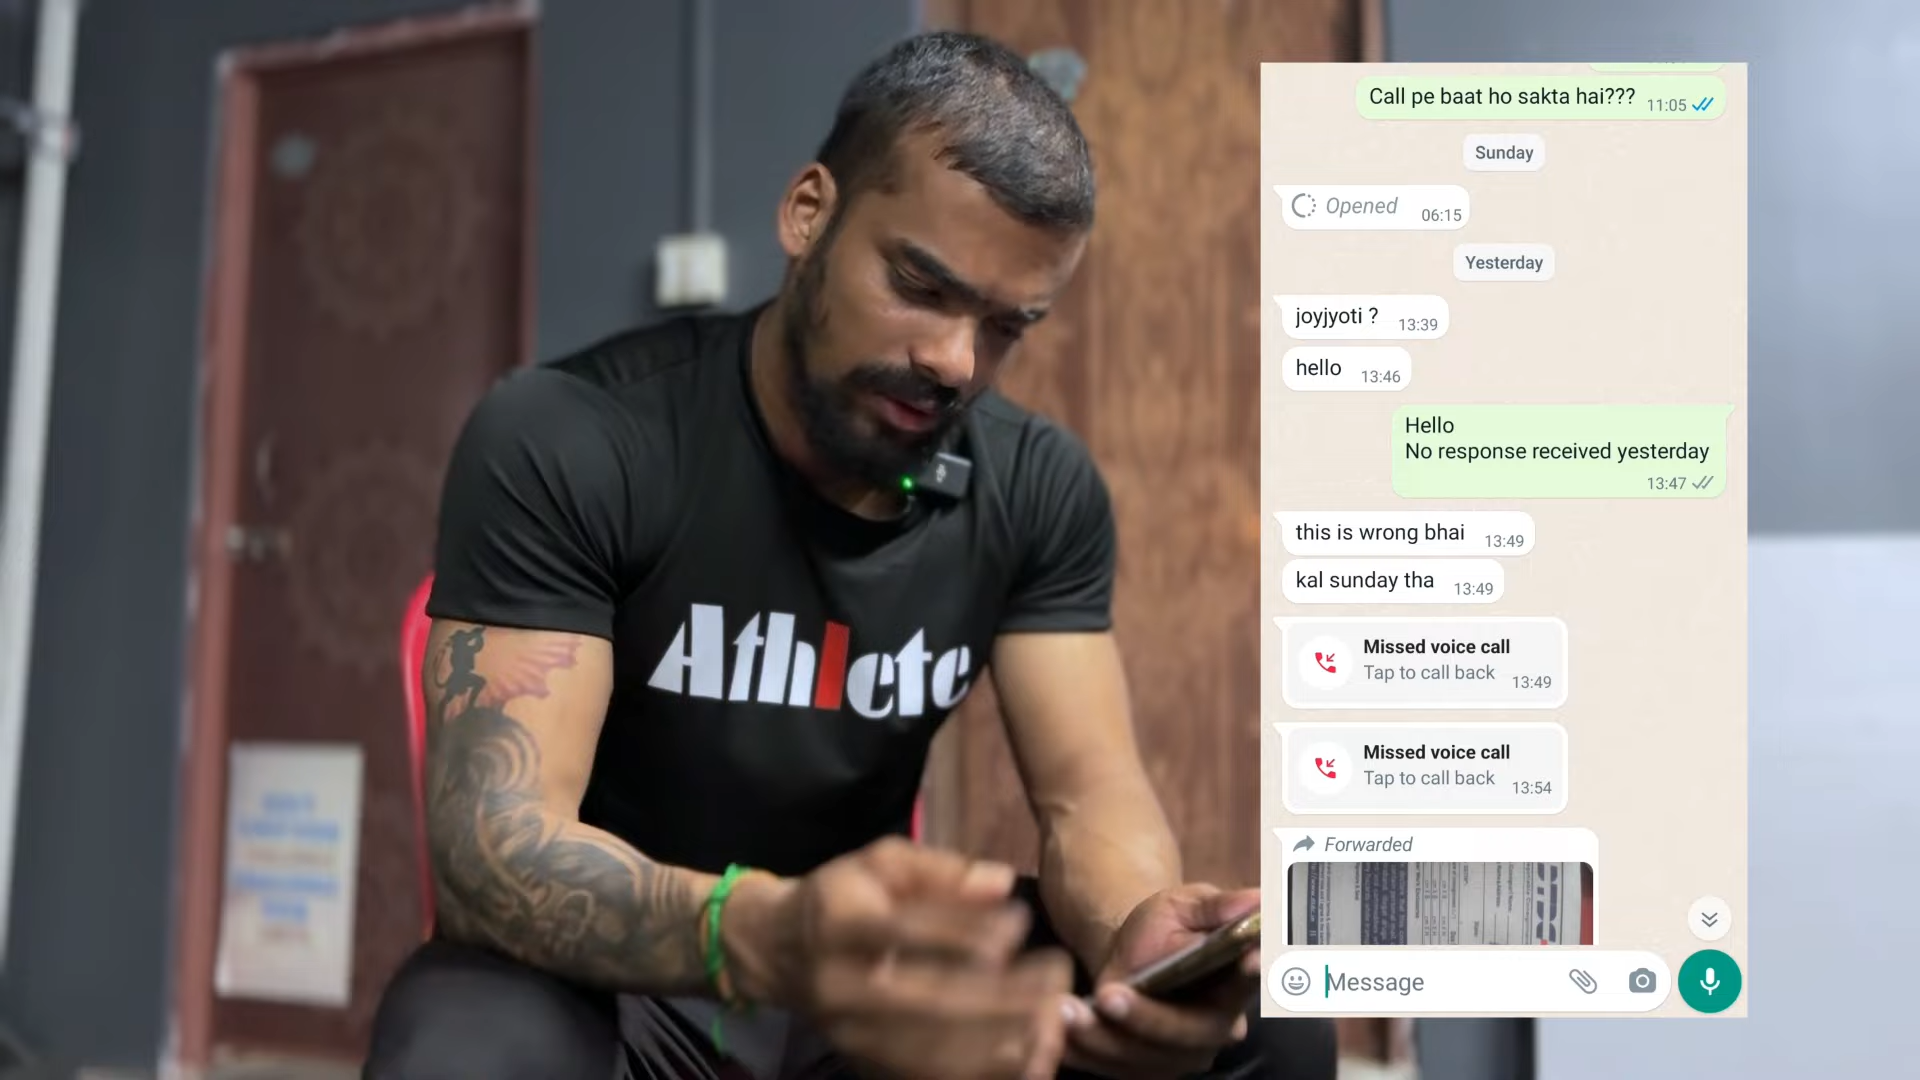 Athlete
Call pe baat ho sakta hai??? 11:05
Sunday
Opened 06:15
Yesterday
joyjyoti ? 13:39
hello 13:46
Hello
No response received yesterday
13:47
this is wrong bhai 13:49
kal sunday tha 13:49
Missed voice call
Tap to call back 13:49
Missed voice call
Tap to call back 13:54
Forwarded
DTDC
Message